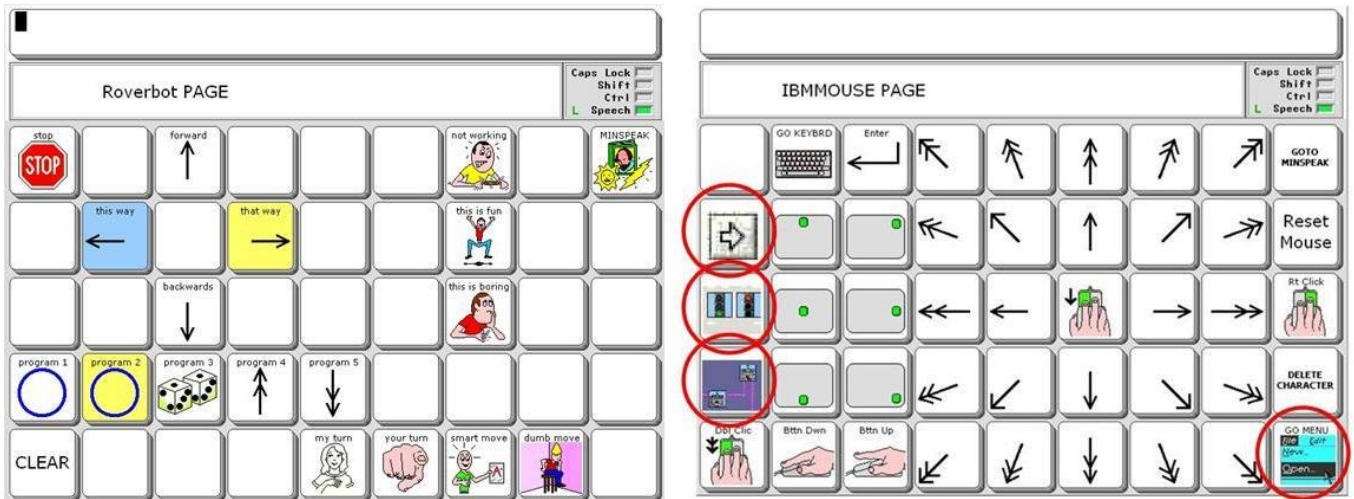 Roverbot PAGE
Caps Lock
Shift
Ctrl
L Speech
stop
STOP
forward
not working
MINSPEAK
this way
that way
this is fun
backwards
this is boring
program 1
program 2
program 3
program 4
program 5
CLEAR
my turn
your turn
smart move
dumb move
IBMMOUSE PAGE
Caps Lock
Shift
Ctrl
L Speech
GO KEYBRD
Enter
GOTO
MINSPEAK
Reset
Mouse
Rt Click
DELETE
CHARACTER
Dbl Clic
Bttn Dwn
Bttn Up
GO MENU
File Edit
New..
Open..